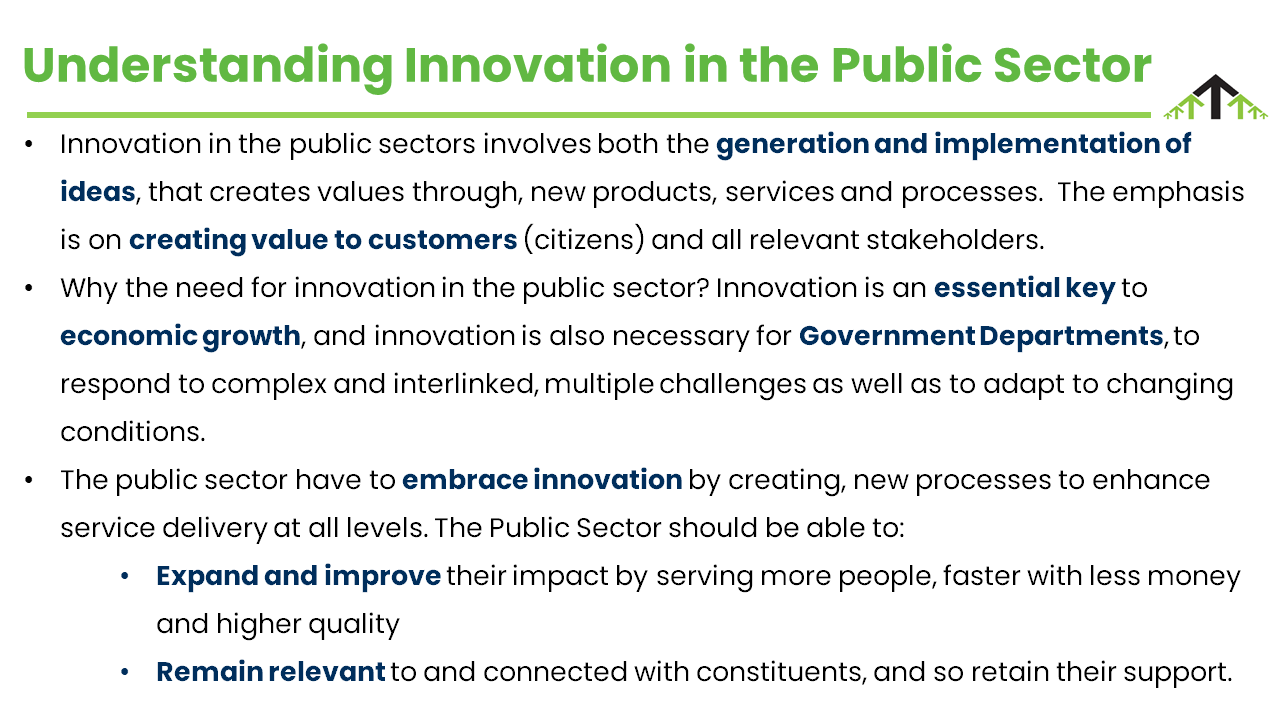 Understanding Innovation in the Public Sector
• Innovation in the public sectors involves both the generation and implementation of
ideas, that creates values through, new products, services and processes.  The emphasis
is on creating value to customers (citizens) and all relevant stakeholders.
• Why the need for innovation in the public sector? Innovation is an essential key to
economic growth, and innovation is also necessary for Government Departments, to
respond to complex and interlinked, multiple challenges as well as to adapt to changing
conditions.
• The public sector have to embrace innovation by creating, new processes to enhance
service delivery at all levels. The Public Sector should be able to:
• Expand and improve their impact by serving more people, faster with less money
and higher quality
• Remain relevant to and connected with constituents, and so retain their support.